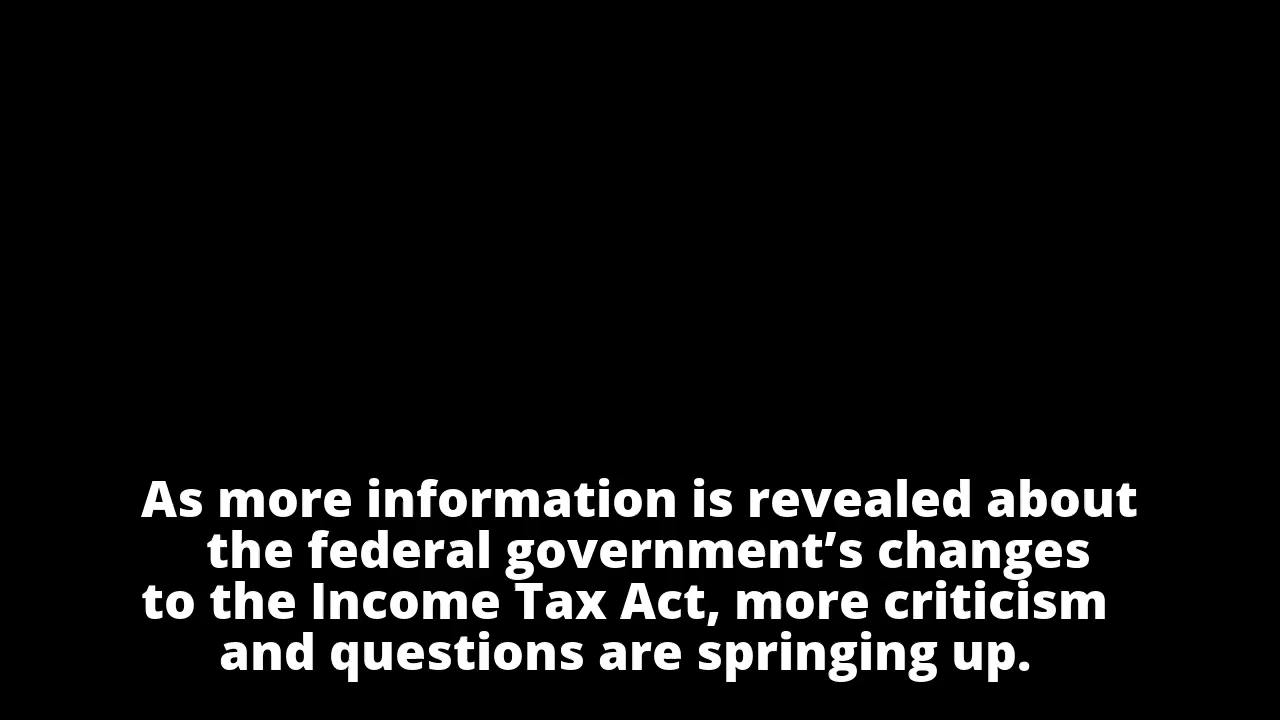 As more information is revealed about
the federal government’s changes
to the Income Tax Act, more criticism
and questions are springing up.